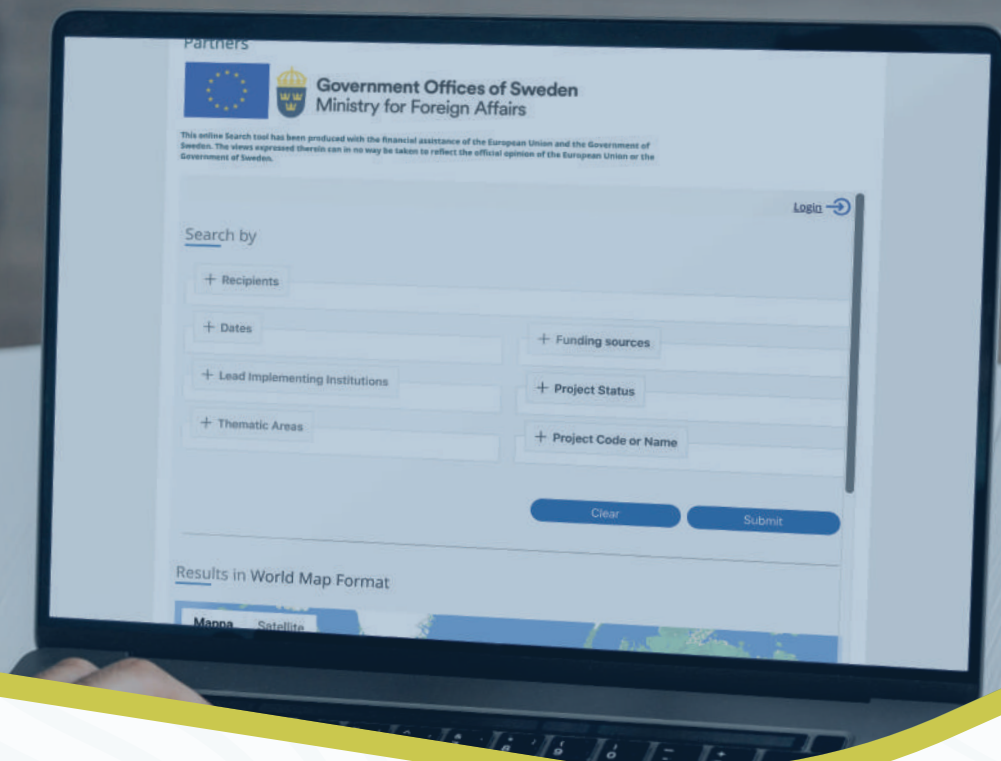 Partners
Government Offices of Sweden
Ministry for Foreign Affairs
This online Search tool has been produced with the financial assistance of the European Union and the Government of
Sweden. The views expressed therein can in no way be taken to reflect the official opinion of the European Union or the
Government of Sweden.
Login
Search by
+ Recipients
+ Dates
+ Funding sources
+ Lead Implementing Institutions
+ Project Status
+ Thematic Areas
+ Project Code or Name
Clear
Submit
Results in World Map Format
Mappa Satellite